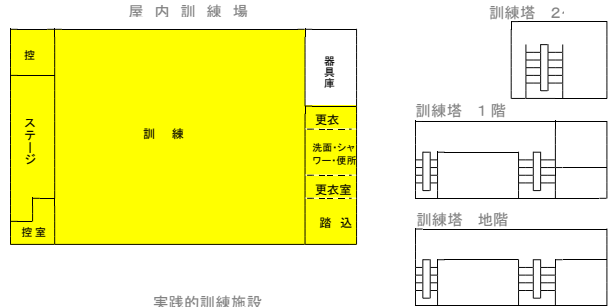 屋内訓練場
訓練塔 2・
控
器具庫
ステージ
訓練
更衣
洗面・シャ
ワー・便所
更衣室
控室
踏込
訓練塔 1階
訓練塔 地階
実践的訓練施設